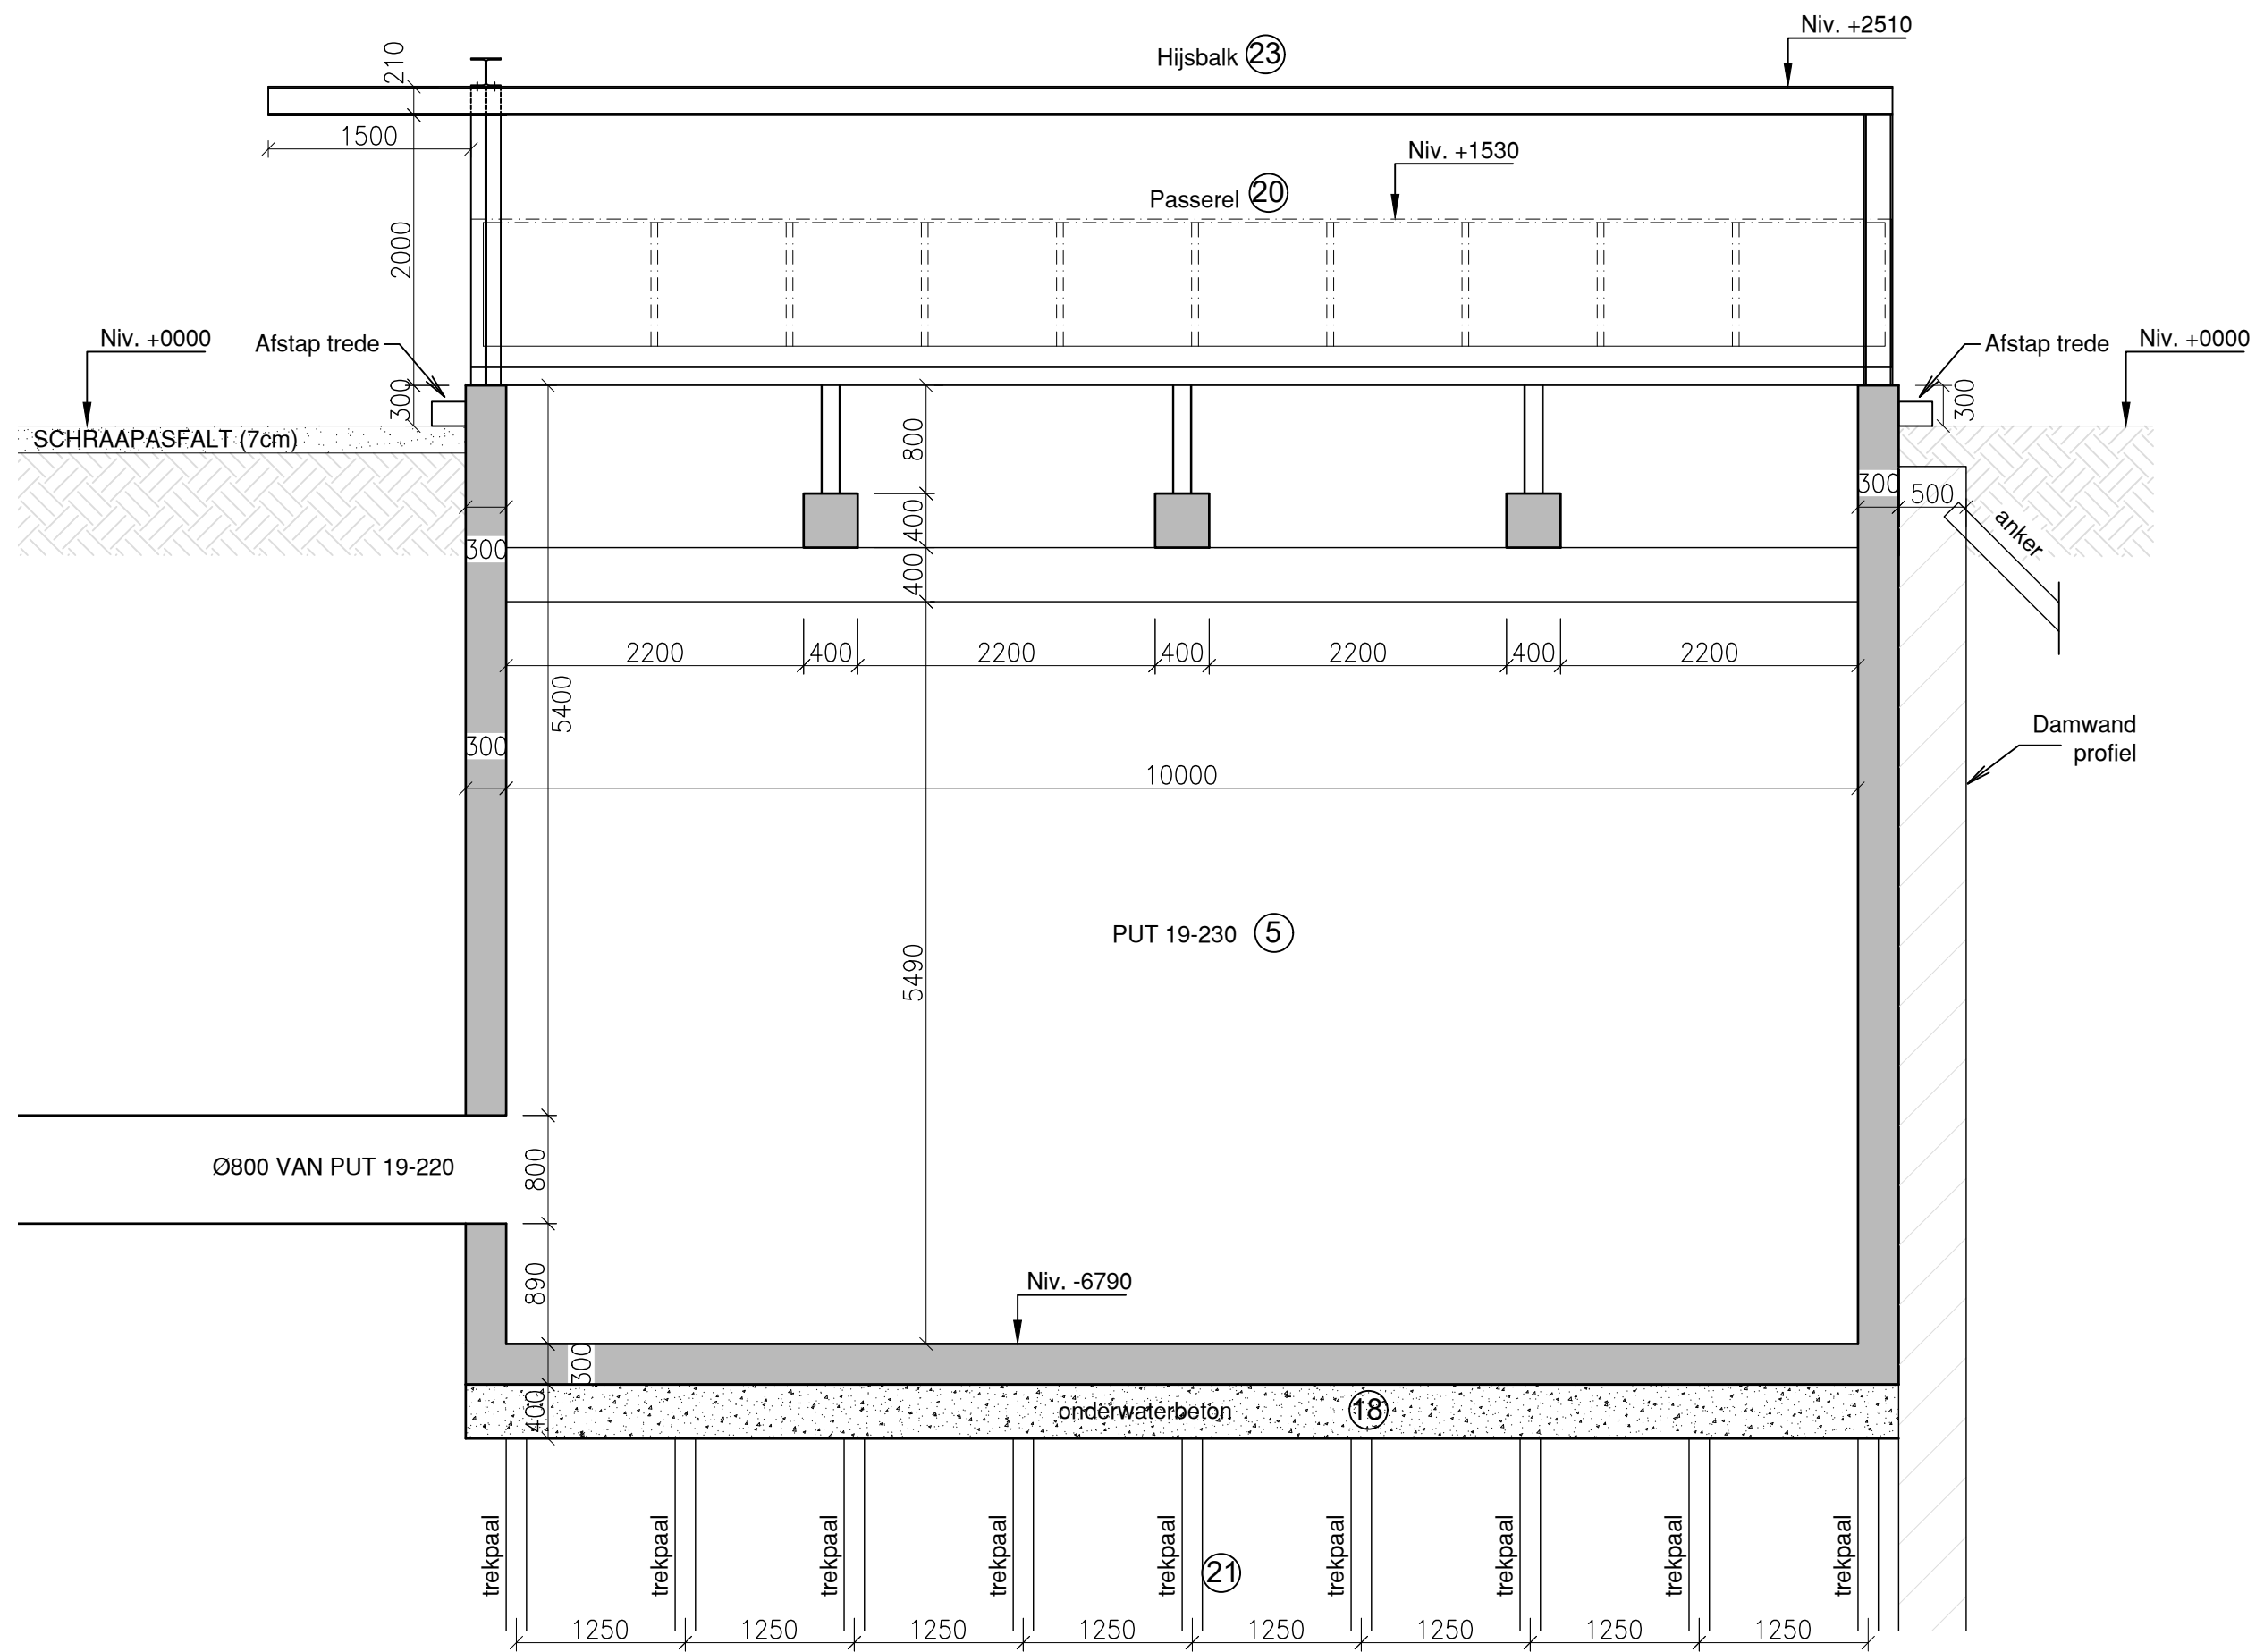 Niv. +2510
Hijsbalk 23
210
1500
Niv. +1530
Passerel 20
2000
Niv. +0000
Afstap trede
Afstap trede
Niv. +0000
300
300
SCHRAAPASFALT (7cm)
800
300
500
400
anker
300
400
2200
400
2200
400
2200
400
2200
5400
Damwand
profiel
300
10000
PUT 19-230 5
5490
Ø800 VAN PUT 19-220
800
890
Niv. -6790
300
400
onderwaterbeton 18
trekpaal
trekpaal
trekpaal
trekpaal
trekpaal
21
trekpaal
trekpaal
trekpaal
trekpaal
1250
1250
1250
1250
1250
1250
1250
1250